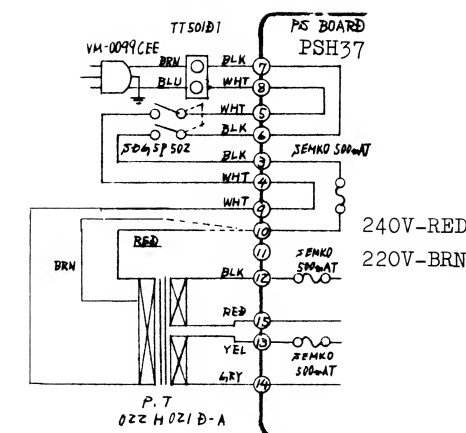 TT501D1
PS BOARD
PSH37
VM-0099CEE
BRN
BLK
7
BLU
WHT
8
WHT
5
BLK
6
SDG5P502
BLK
3
SEMKO 500mAT
WHT
4
WHT
9
10
240V-RED
RED
11
SEMKO
500mAT
220V-BRN
BRN
BLK
12
RED
15
YEL
13
SEMKO
500mAT
GRY
14
P.T
022H021D-A